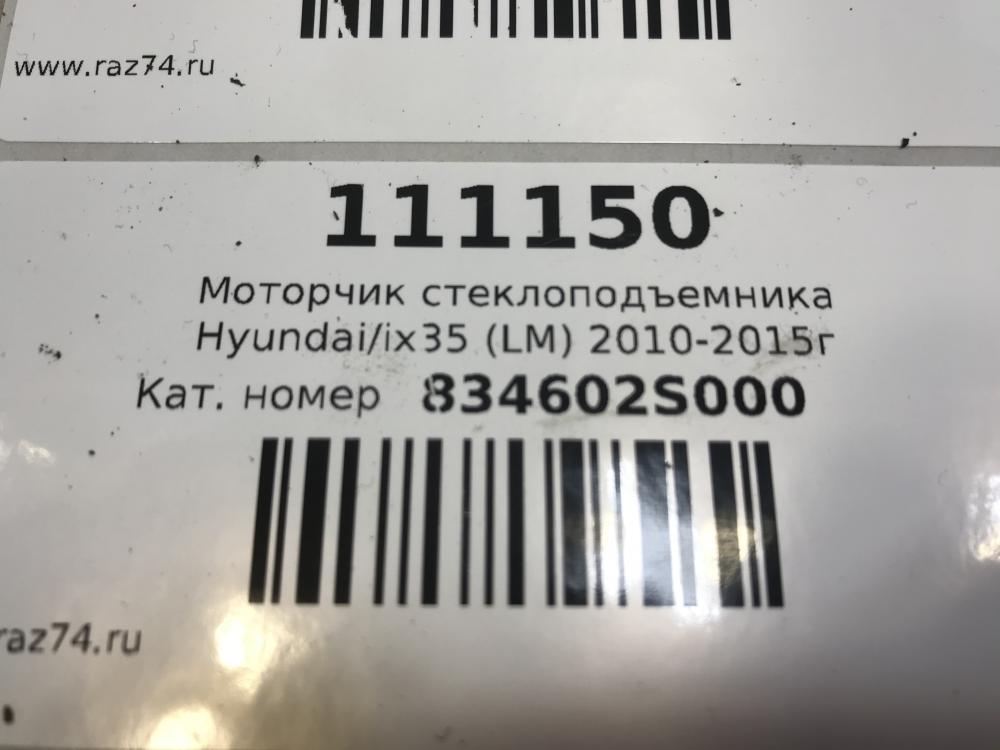 www.raz74.ru
111150
Моторчик стеклоподъемника
Hyundai/ix35 (LM) 2010-2015г
Кат. номер 834602S000
raz74.ru